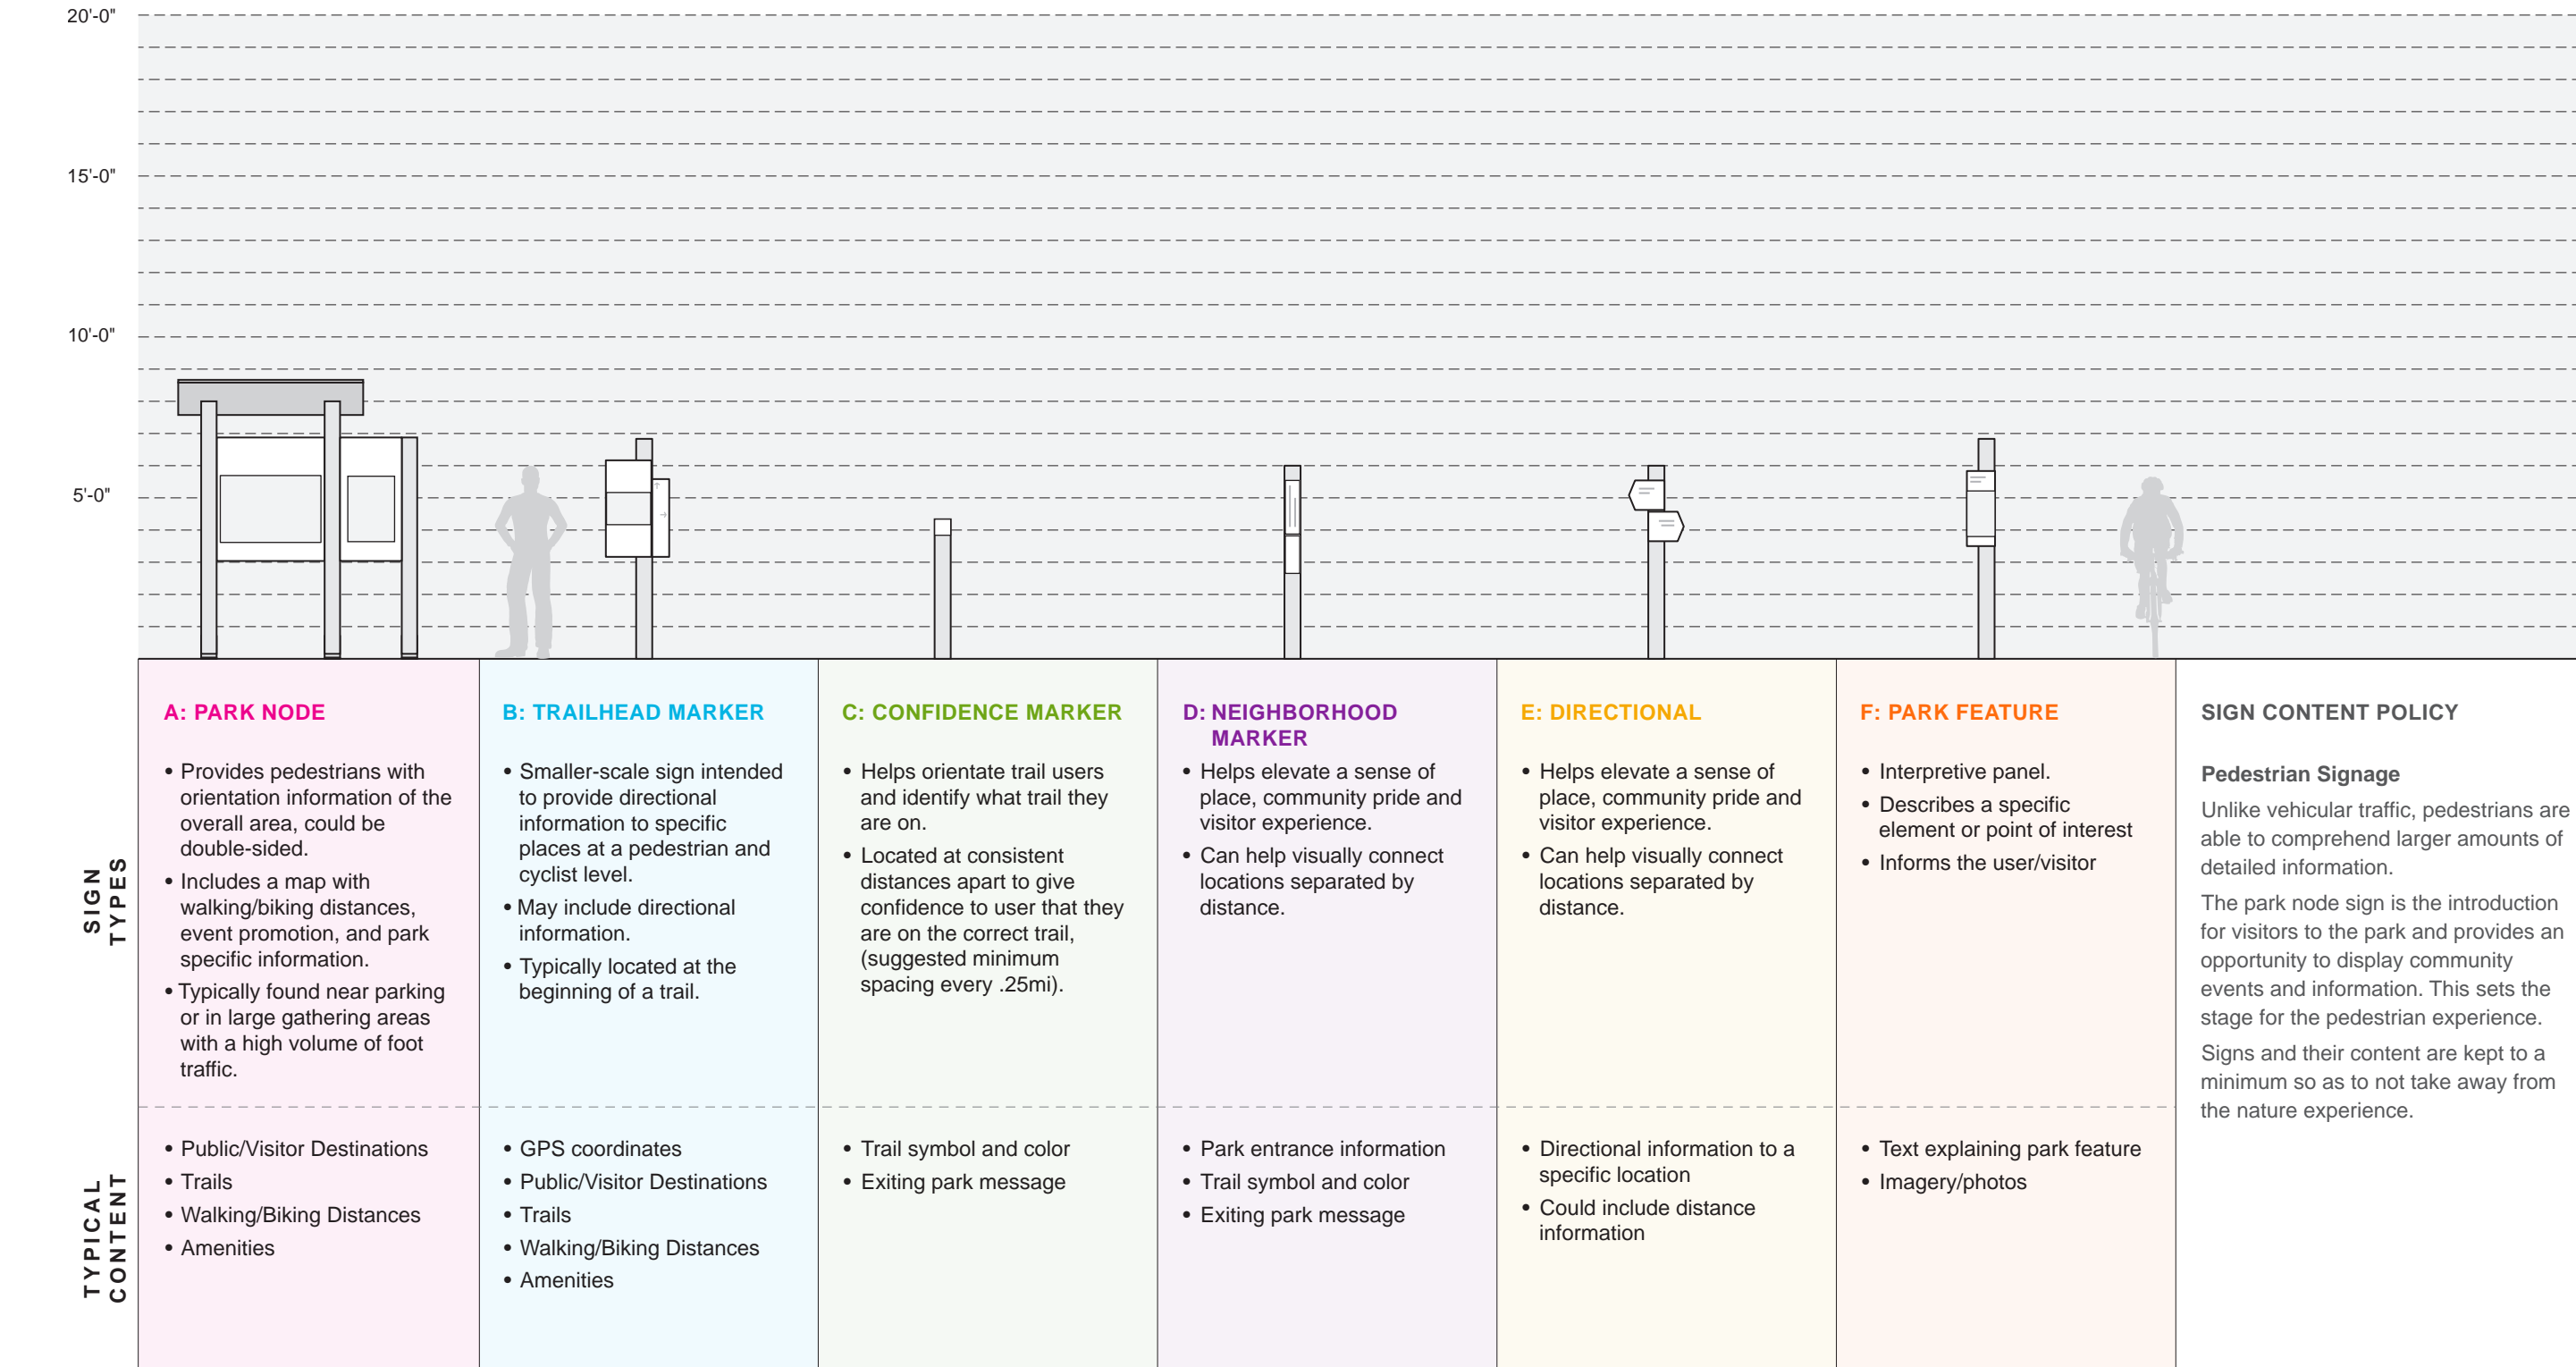 20'-0"
15'-0"
10'-0"
5'-0"
SIGN
TYPES
TYPICAL
CONTENT
A: PARK NODE
• Provides pedestrians with
orientation information of the
overall area, could be
double-sided.
• Includes a map with
walking/biking distances,
event promotion, and park
specific information.
• Typically found near parking
or in large gathering areas
with a high volume of foot
traffic.
• Public/Visitor Destinations
• Trails
• Walking/Biking Distances
• Amenities
B: TRAILHEAD MARKER
• Smaller-scale sign intended
to provide directional
information to specific
places at a pedestrian and
cyclist level.
• May include directional
information.
• Typically located at the
beginning of a trail.
• GPS coordinates
• Public/Visitor Destinations
• Trails
• Walking/Biking Distances
• Amenities
C: CONFIDENCE MARKER
• Helps orientate trail users
and identify what trail they
are on.
• Located at consistent
distances apart to give
confidence to user that they
are on the correct trail,
(suggested minimum
spacing every .25mi).
• Trail symbol and color
• Exiting park message
D: NEIGHBORHOOD
MARKER
• Helps elevate a sense of
place, community pride and
visitor experience.
• Can help visually connect
locations separated by
distance.
• Park entrance information
• Trail symbol and color
• Exiting park message
E: DIRECTIONAL
• Helps elevate a sense of
place, community pride and
visitor experience.
• Can help visually connect
locations separated by
distance.
• Directional information to a
specific location
• Could include distance
information
F: PARK FEATURE
• Interpretive panel.
• Describes a specific
element or point of interest
• Informs the user/visitor
• Text explaining park feature
• Imagery/photos
SIGN CONTENT POLICY
Pedestrian Signage
Unlike vehicular traffic, pedestrians are
able to comprehend larger amounts of
detailed information.
The park node sign is the introduction
for visitors to the park and provides an
opportunity to display community
events and information. This sets the
stage for the pedestrian experience.
Signs and their content are kept to a
minimum so as to not take away from
the nature experience.